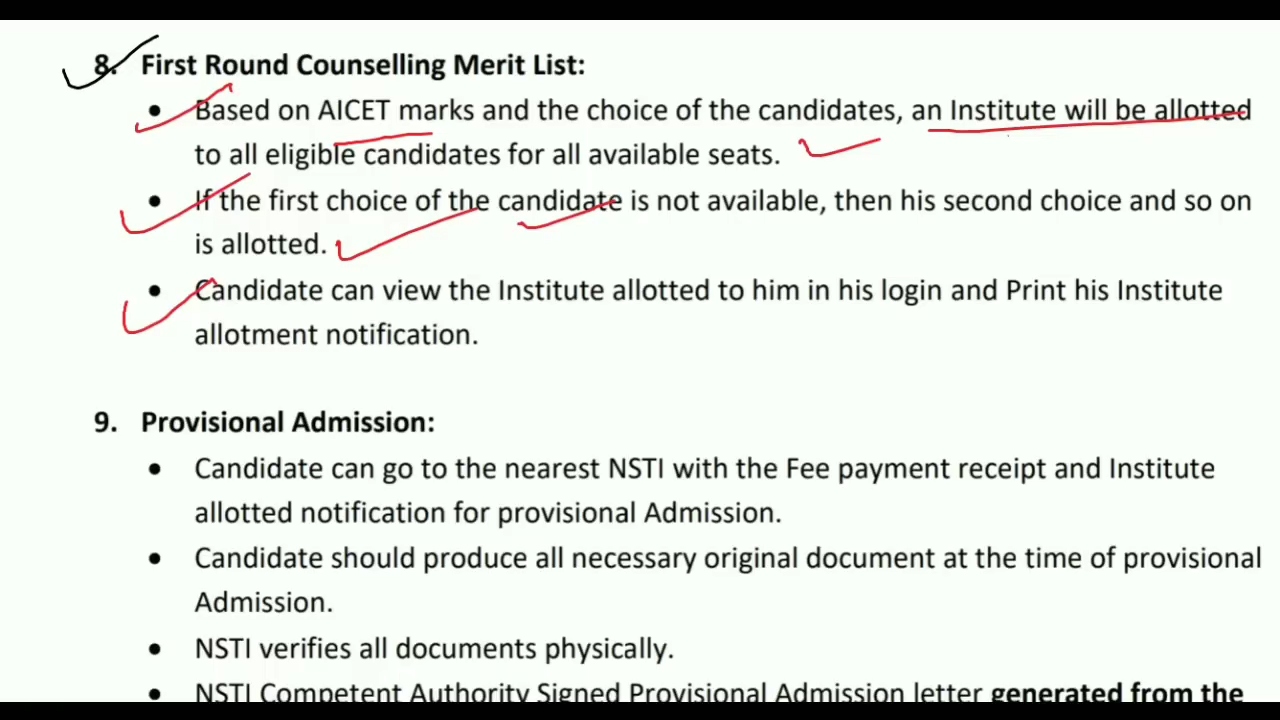 8. First Round Counselling Merit List:
• Based on AICET marks and the choice of the candidates, an Institute will be allotted
to all eligible candidates for all available seats.
• If the first choice of the candidate is not available, then his second choice and so on
is allotted.
• Candidate can view the Institute allotted to him in his login and Print his Institute
allotment notification.
9. Provisional Admission:
• Candidate can go to the nearest NSTI with the Fee payment receipt and Institute
allotted notification for provisional Admission.
• Candidate should produce all necessary original document at the time of provisional
Admission.
• NSTI verifies all documents physically.
• NSTI Competent Authority Signed Provisional Admission letter generated from the